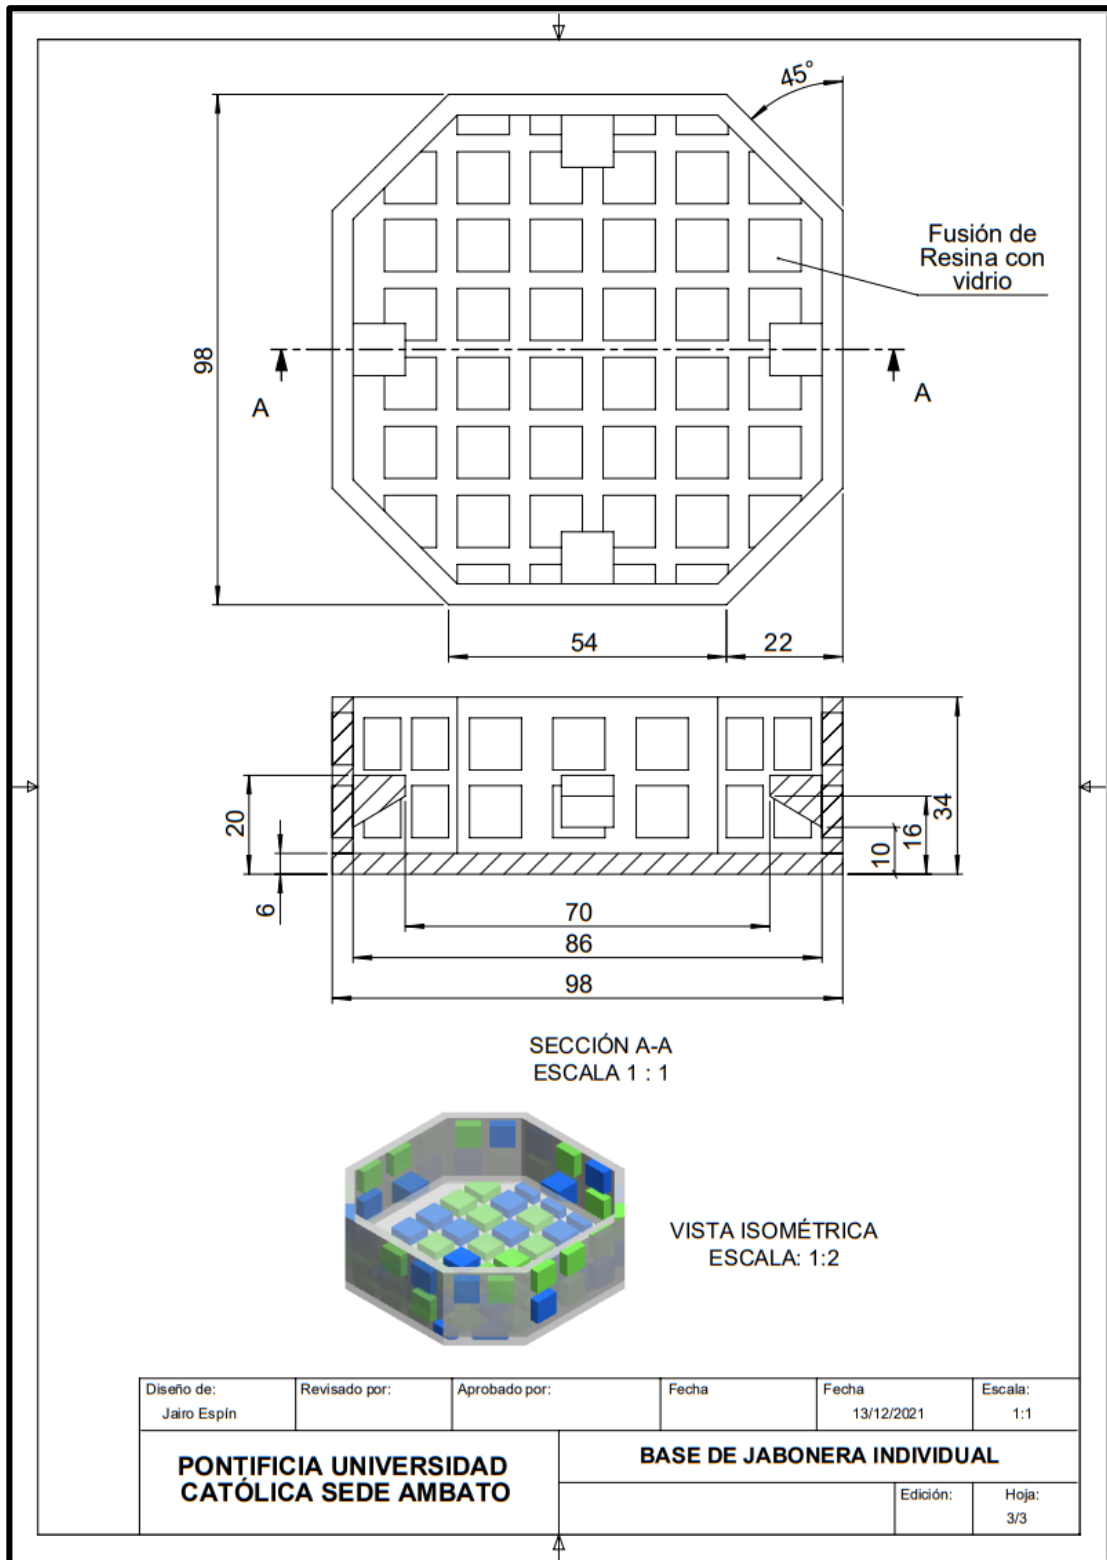 45°
Fusión de
Resina con
vidrio
98
A
A
54
22
20
6
34
16
10
70
86
98
SECCIÓN A-A
ESCALA 1 : 1
VISTA ISOMÉTRICA
ESCALA: 1:2
Diseño de:
Jairo Espín
Revisado por:
Aprobado por:
Fecha
Fecha
13/12/2021
Escala:
1:1
PONTIFICIA UNIVERSIDAD
CATÓLICA SEDE AMBATO
BASE DE JABONERA INDIVIDUAL
Edición:
Hoja:
3/3